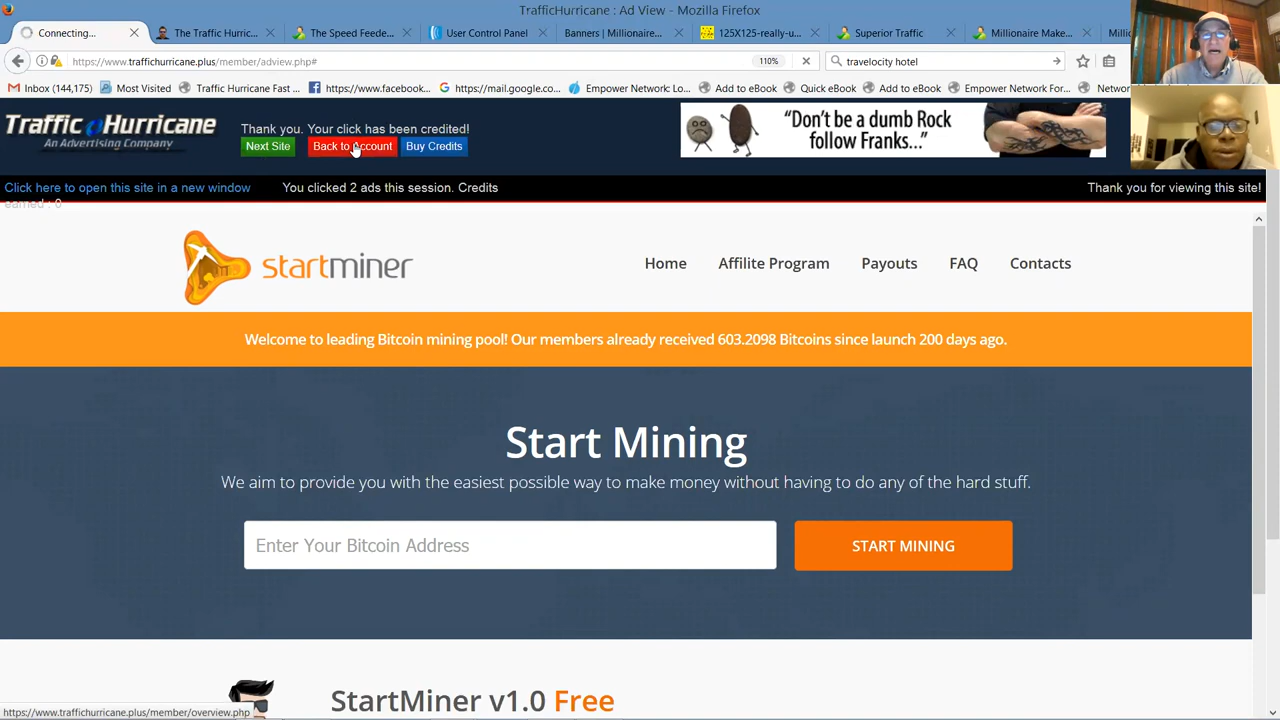 TrafficHurricane : Ad View - Mozilla Firefox
Connecting...
The Traffic Hurric...
The Speed Feede...
User Control Panel
Banners | Millionaire...
125X125-really-u...
Superior Traffic
Millionaire Make...
https://www.traffichurricane.plus/member/adview.php#
110%
travelocity hotel
Inbox (144,175)
Most Visited
Traffic Hurricane Fast ...
https://www.facebook...
https://mail.google.co...
Empower Network: Lo...
Add to eBook
Quick eBook
Add to eBook
Empower Network For...
Traffic Hurricane
An Advertising Company
Thank you. Your click has been credited!
Next Site
Back to Account
Buy Credits
"Don't be a dumb Rock
follow Franks..."
Click here to open this site in a new window
You clicked 2 ads this session. Credits
earned : 0
Thank you for viewing this site!
startminer
Home
Affilite Program
Payouts
FAQ
Contacts
Welcome to leading Bitcoin mining pool! Our members already received 603.2098 Bitcoins since launch 200 days ago.
Start Mining
We aim to provide you with the easiest possible way to make money without having to do any of the hard stuff.
Enter Your Bitcoin Address
START MINING
StartMiner v1.0 Free
https://www.traffichurricane.plus/member/overview.php